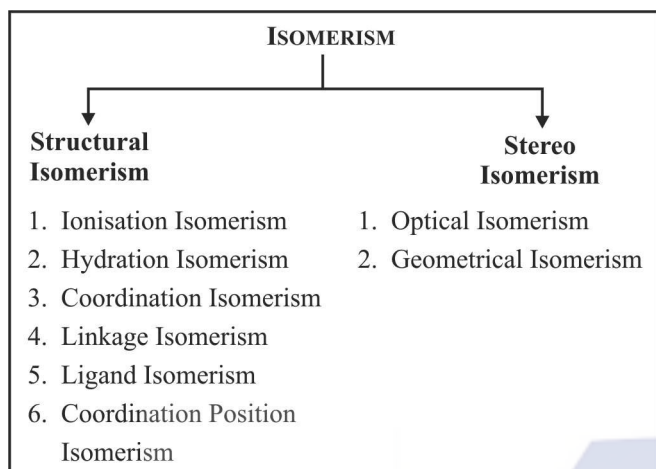 ISOMERISM
Structural
Isomerism
1. Ionisation Isomerism
2. Hydration Isomerism
3. Coordination Isomerism
4. Linkage Isomerism
5. Ligand Isomerism
6. Coordination Position
Isomerism
Stereo
Isomerism
1. Optical Isomerism
2. Geometrical Isomerism